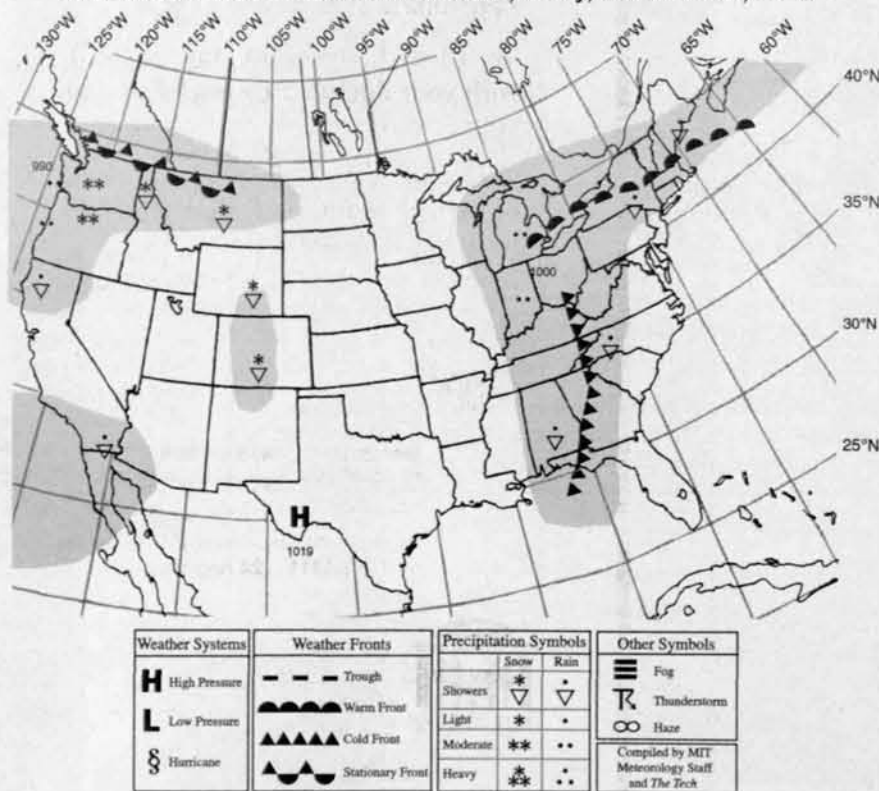 130°W 125°W 120°W 115°W 110°W 105°W 100°W 95°W 90°W 85°W 80°W 75°W 70°W 65°W 60°W
40°N
990
35°N
1000
30°N
25°N
H
1019
Weather Systems
H High Pressure
L Low Pressure
§ Hurricane
Weather Fronts
Trough
Warm Front
Cold Front
Stationary Front
Precipitation Symbols
Snow Rain
Showers
Light
Moderate
Heavy
Other Symbols
Fog
Thunderstorm
Haze
Compiled by MIT
Meteorology Staff
and The Tech